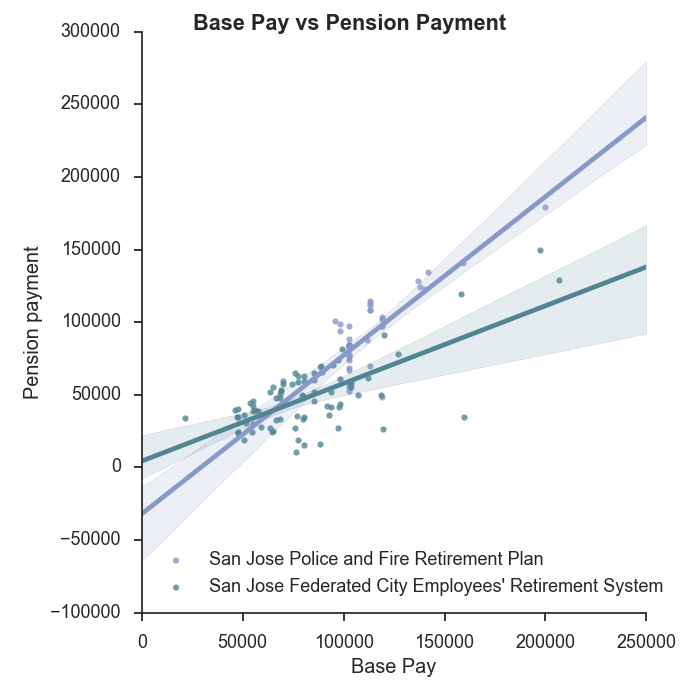 Base Pay vs Pension Payment
300000
250000
200000
150000
100000
50000
0
−50000
−100000
Pension payment
San Jose Police and Fire Retirement Plan
San Jose Federated City Employees' Retirement System
0 50000 100000 150000 200000 250000
Base Pay